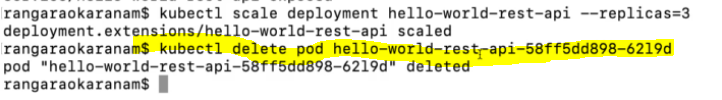 rangaraokaranam$ kubectl scale deployment hello-world-rest-api --replicas=3
deployment.extensions/hello-world-rest-api scaled
rangaraokaranam$ kubectl delete pod hello-world-rest-api-58ff5dd898-62l9d
pod "hello-world-rest-api-58ff5dd898-62l9d" deleted
rangaraokaranam$